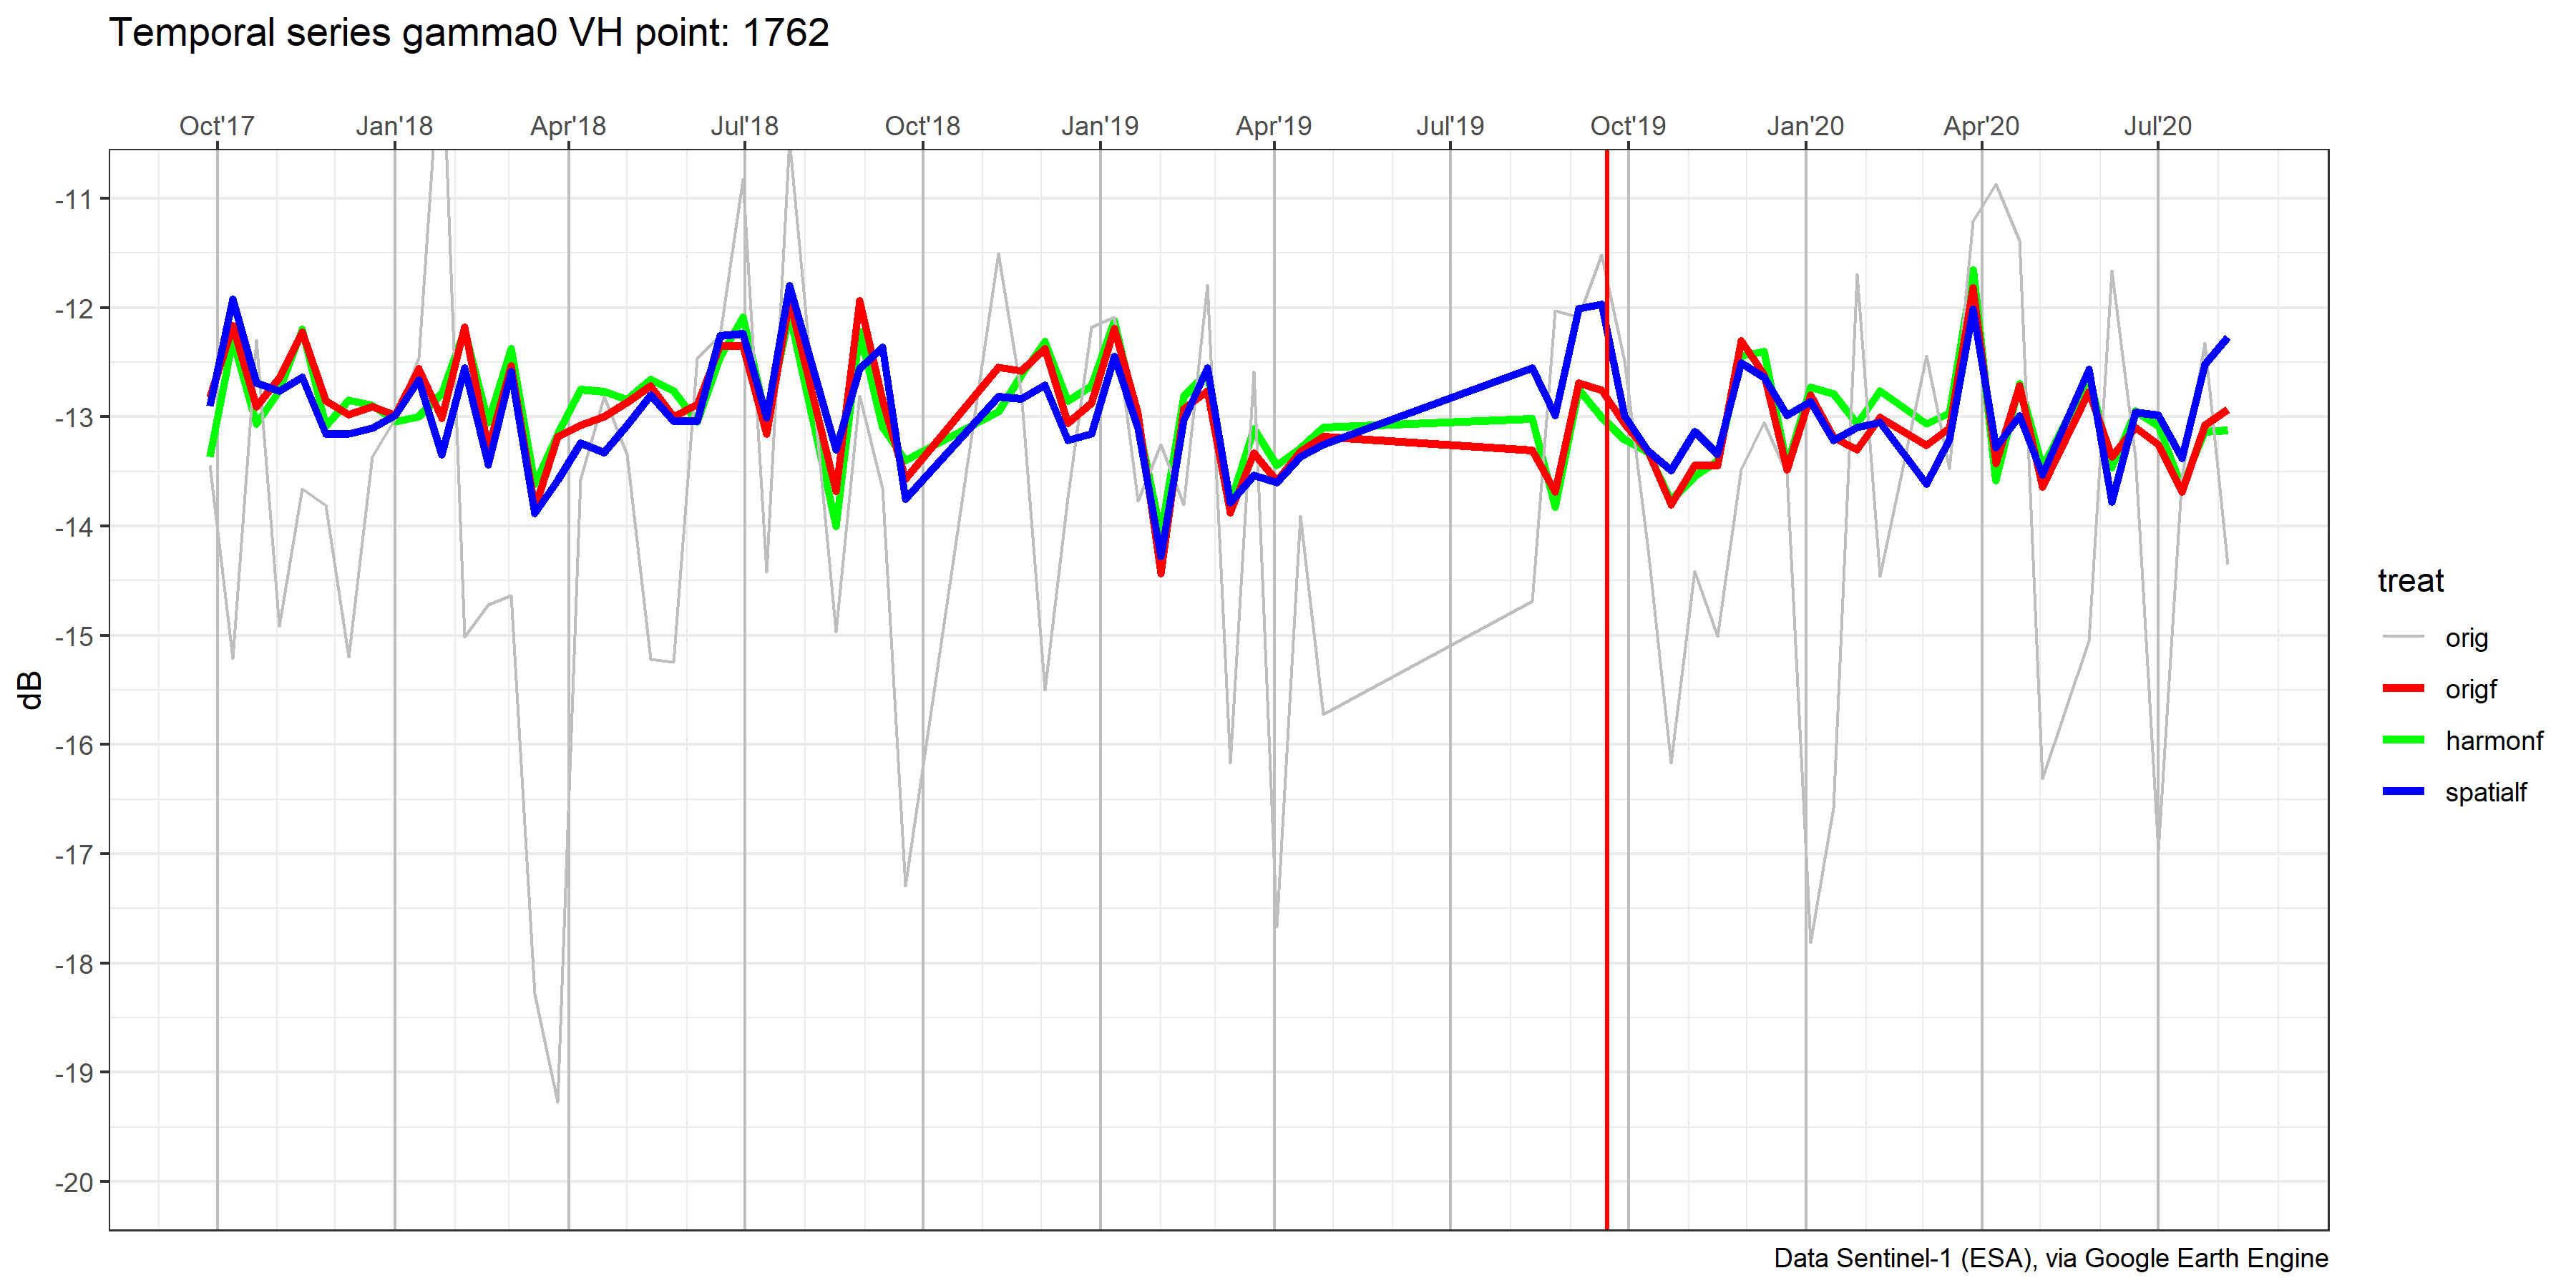 Temporal series gamma0 VH point: 1762
Oct'17 Jan'18 Apr'18 Jul'18 Oct'18 Jan'19 Apr'19 Jul'19 Oct'19 Jan'20 Apr'20 Jul'20
-11
-12
-13
-14
-15
-16
-17
-18
-19
-20
dB
treat
orig
origf
harmonf
spatialf
Data Sentinel-1 (ESA), via Google Earth Engine